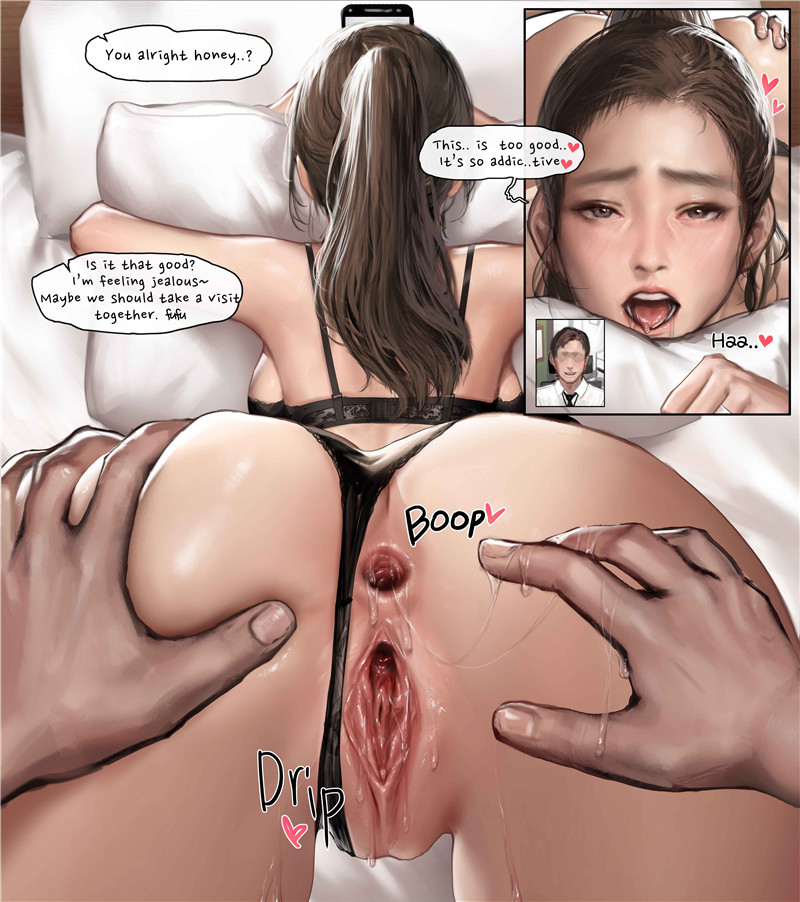 You alright honey..?
This.. is too good..
It's so addic..tive
Is it that good?
I'm feeling jealous~
Maybe we should take a visit
together. fufu
Haa..
Boop
Drip